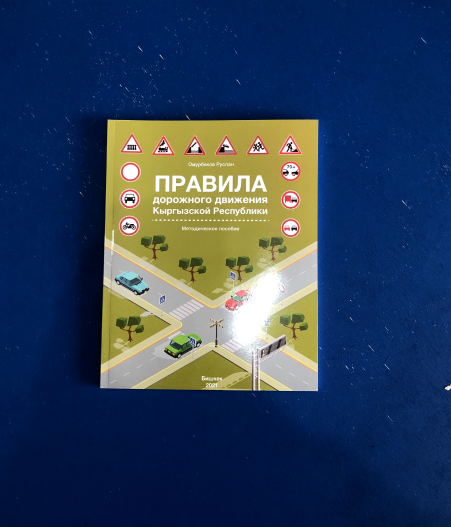 Омурбеков Руслан
ПРАВИЛА
дорожного движения
Кыргызской Республики
Методическое пособие
Бишкек
2021